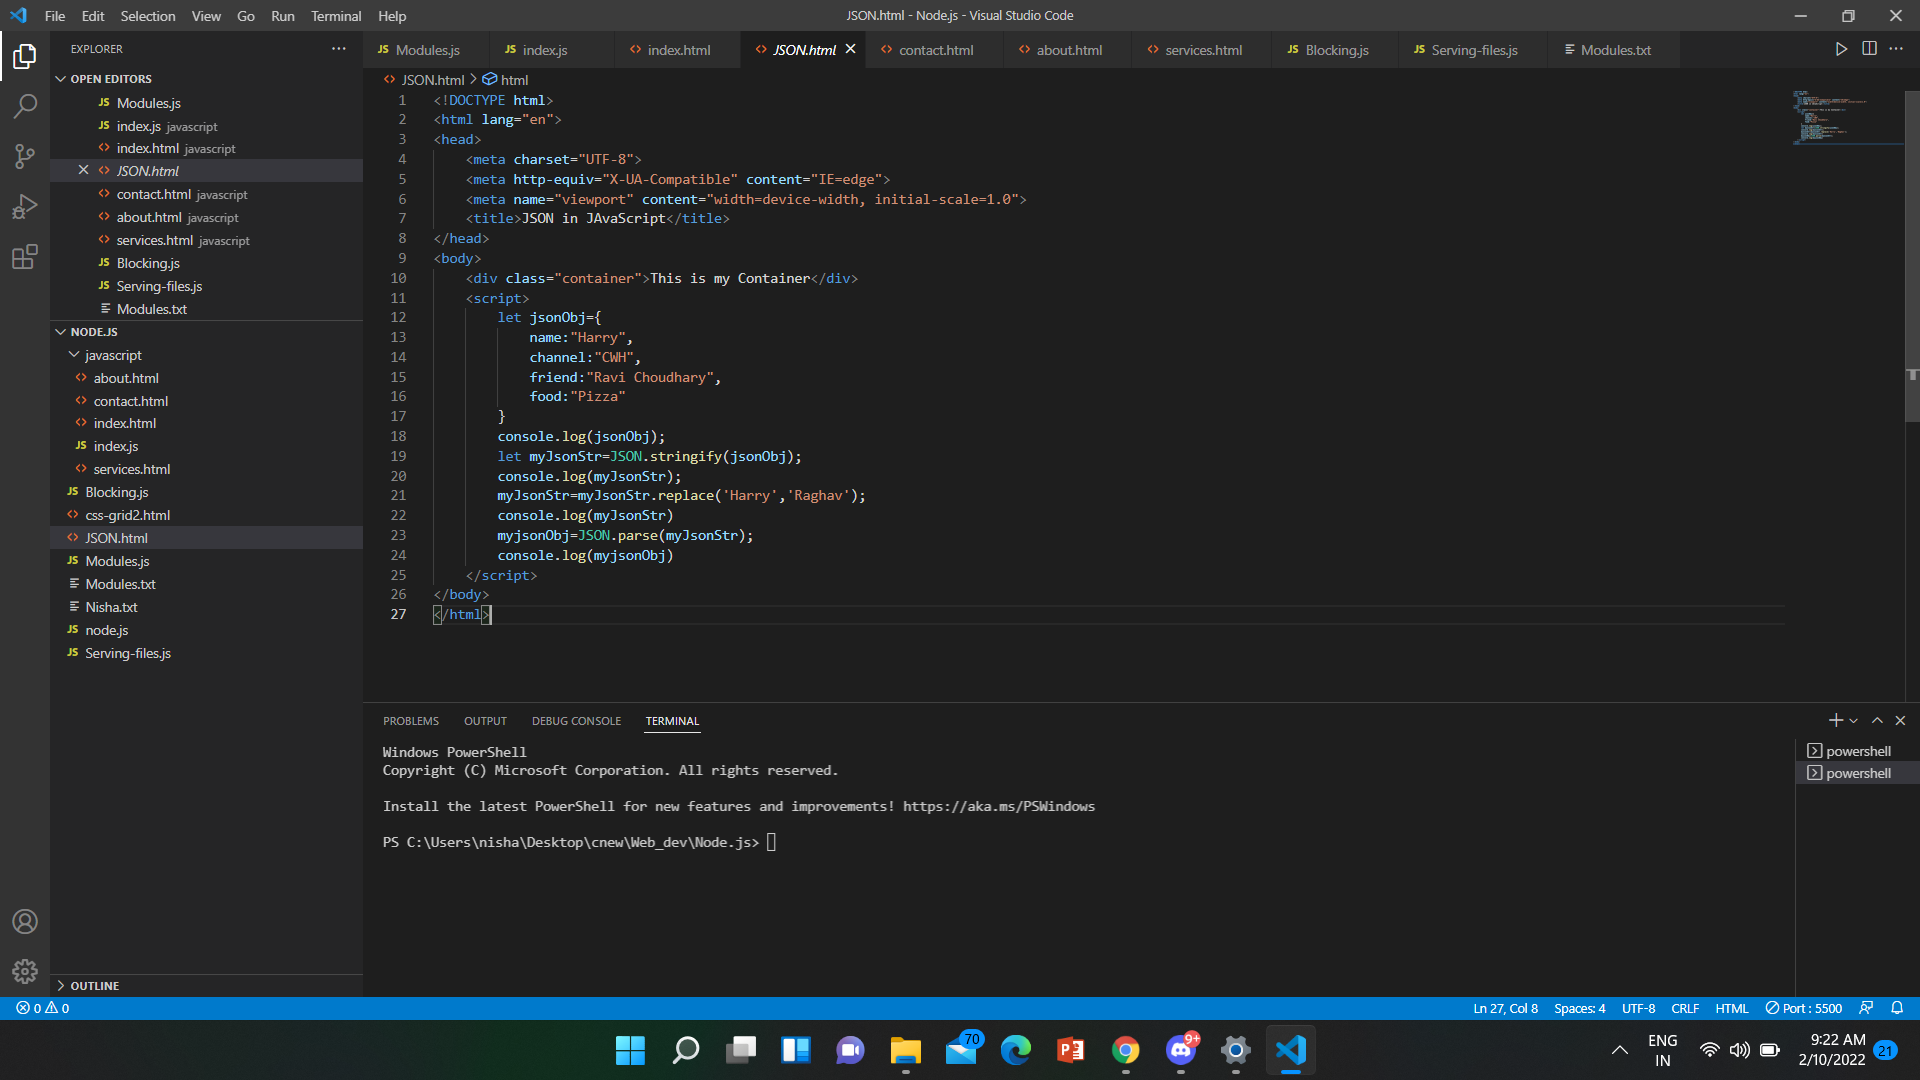 File Edit Selection View Go Run Terminal Help
JSON.html - Node.js - Visual Studio Code
EXPLORER
OPEN EDITORS
JS Modules.js
JS index.js javascript
index.html javascript
JSON.html
contact.html javascript
about.html javascript
services.html javascript
JS Blocking.js
JS Serving-files.js
Modules.txt
NODE.JS
javascript
about.html
contact.html
index.html
JS index.js
services.html
JS Blocking.js
css-grid2.html
JSON.html
JS Modules.js
Modules.txt
Nisha.txt
JS node.js
JS Serving-files.js
OUTLINE
JS Modules.js JS index.js index.html JSON.html contact.html about.html services.html JS Blocking.js JS Serving-files.js Modules.txt
JSON.html > html
1 <!DOCTYPE html>
2 <html lang="en">
3 <head>
4 <meta charset="UTF-8">
5 <meta http-equiv="X-UA-Compatible" content="IE=edge">
6 <meta name="viewport" content="width=device-width, initial-scale=1.0">
7 <title>JSON in JAvaScript</title>
8 </head>
9 <body>
10 <div class="container">This is my Container</div>
11 <script>
12 let jsonObj={
13 name:"Harry",
14 channel:"CWH",
15 friend:"Ravi Choudhary",
16 food:"Pizza"
17 }
18 console.log(jsonObj);
19 let myJsonStr=JSON.stringify(jsonObj);
20 console.log(myJsonStr);
21 myJsonStr=myJsonStr.replace('Harry','Raghav');
22 console.log(myJsonStr)
23 myjsonObj=JSON.parse(myJsonStr);
24 console.log(myjsonObj)
25 </script>
26 </body>
27 </html>
PROBLEMS OUTPUT DEBUG CONSOLE TERMINAL
Windows PowerShell
Copyright (C) Microsoft Corporation. All rights reserved.
Install the latest PowerShell for new features and improvements! https://aka.ms/PSWindows
PS C:\Users\nisha\Desktop\cnew\Web_dev\Node.js>
powershell
powershell
0 0
Ln 27, Col 8 Spaces: 4 UTF-8 CRLF HTML Port : 5500
70
9+
ENG
IN
9:22 AM
2/10/2022
21